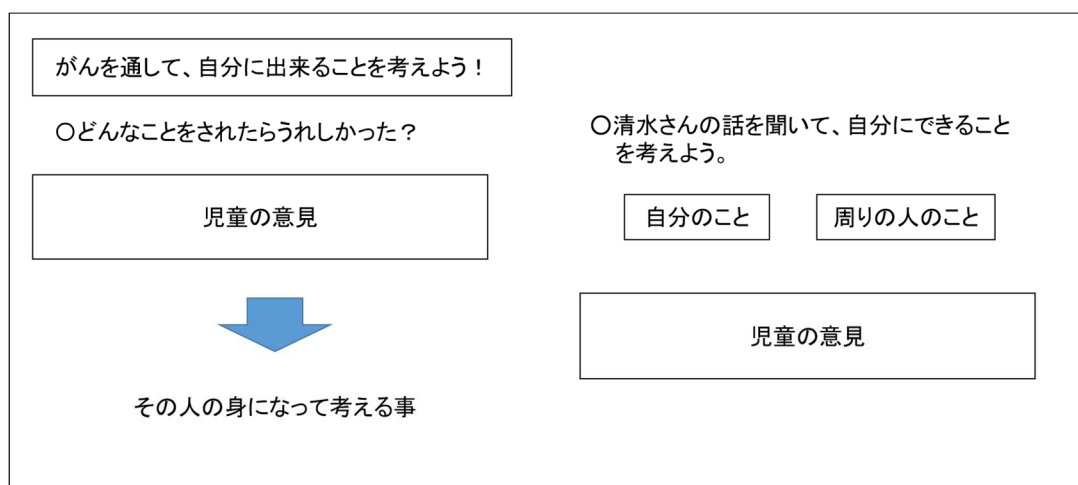 がんを通して、自分に出来ることを考えよう！
〇どんなことをされたらうれしかった？
児童の意見
その人の身になって考える事
〇清水さんの話を聞いて、自分にできること
を考えよう。
自分のこと
周りの人のこと
児童の意見